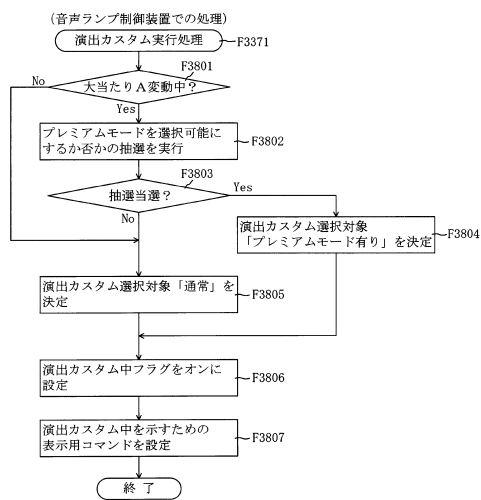 (音声ランプ制御装置での処理)
演出カスタム実行処理
F3371
F3801
No
大当たりA変動中?
Yes
プレミアムモードを選択可能に
するか否かの抽選を実行
F3802
F3803
抽選当選?
Yes
No
演出カスタム選択対象
「プレミアムモード有り」を決定
F3804
演出カスタム選択対象「通常」を
決定
F3805
演出カスタム中フラグをオンに
設定
F3806
演出カスタム中を示すための
表示用コマンドを設定
F3807
終了